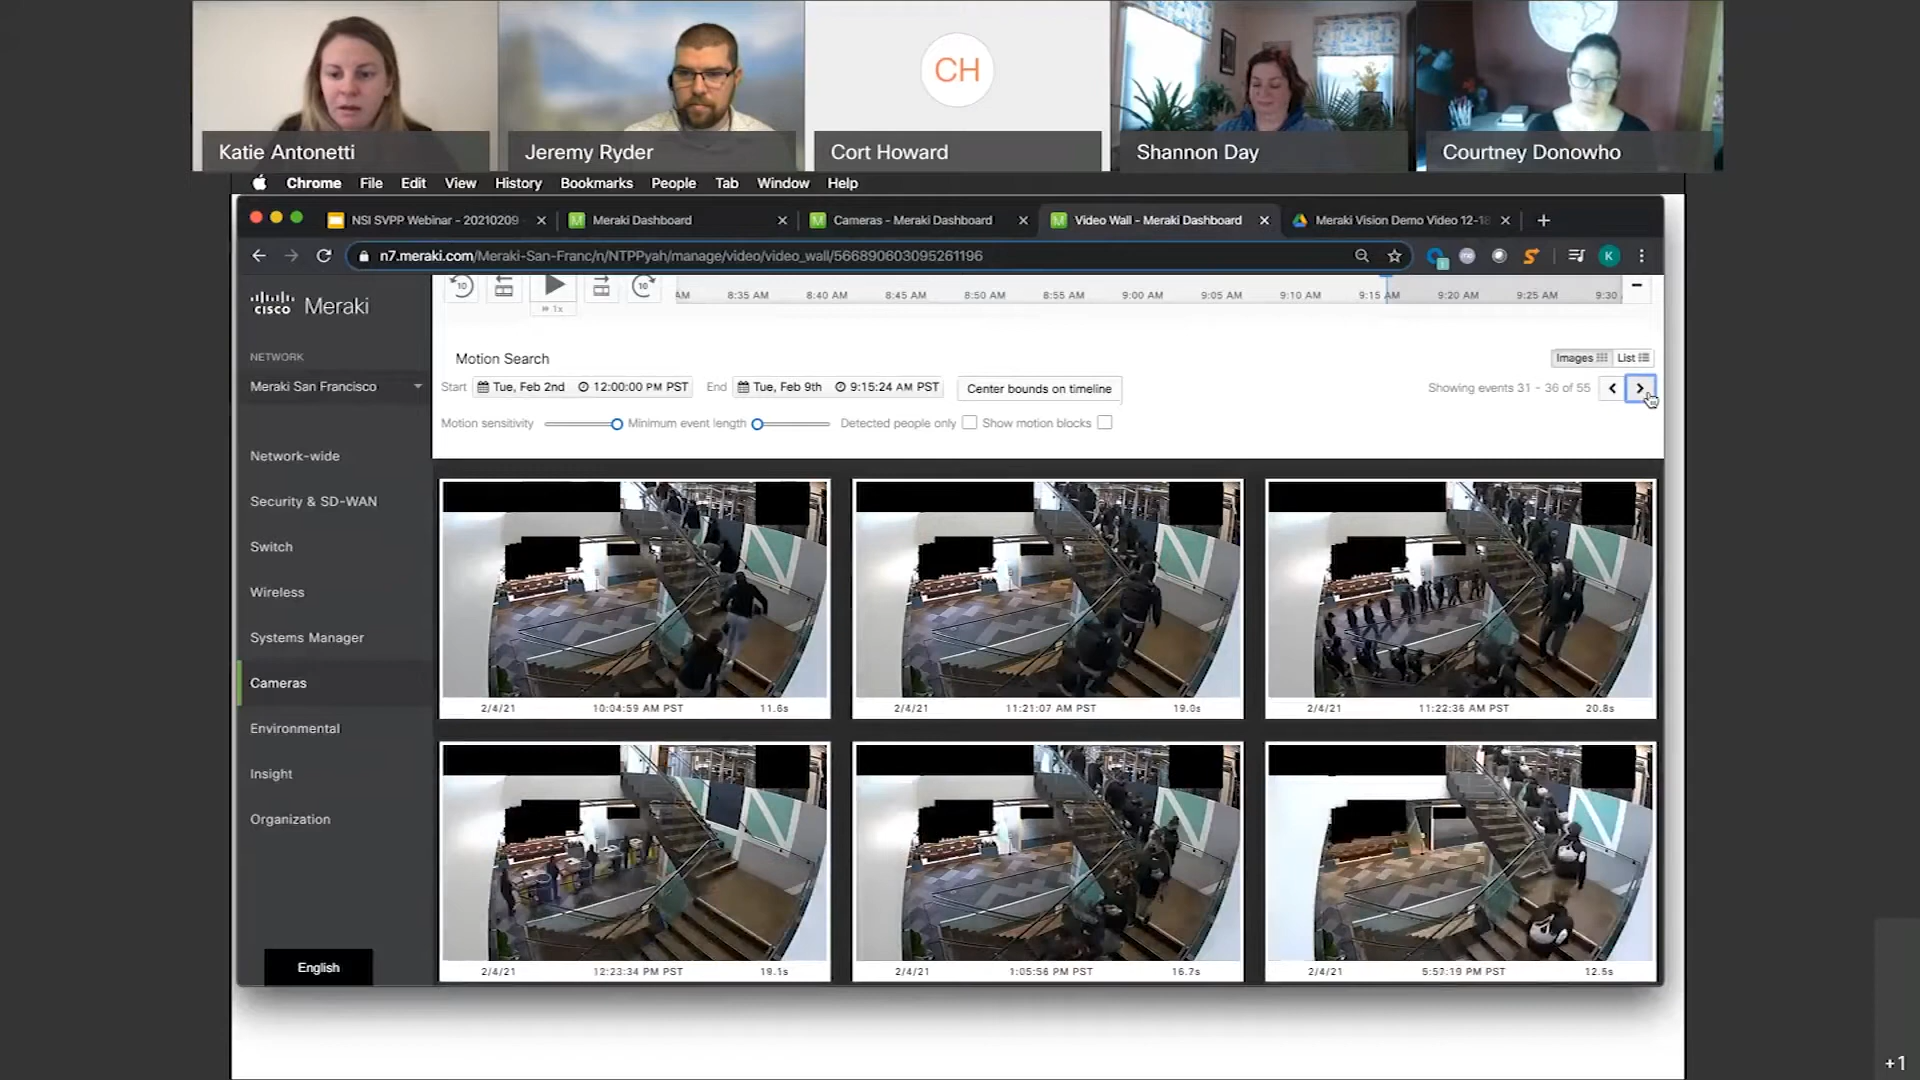 CH
Katie Antonetti
Jeremy Ryder
Cort Howard
Shannon Day
Courtney Donowho
Chrome File Edit View History Bookmarks People Tab Window Help
NSI SVPP Webinar - 20210209
Meraki Dashboard
Cameras - Meraki Dashboard
Video Wall - Meraki Dashboard
Meraki Vision Demo Video 12-18
n7.meraki.com/Meraki-San-Franc/n/NTPPyah/manage/video/video_wall/566890603095261196
K
cisco Meraki
10
10
1x
AM 8:35 AM 8:40 AM 8:45 AM 8:50 AM 8:55 AM 9:00 AM 9:05 AM 9:10 AM 9:15 AM 9:20 AM 9:25 AM 9:30
NETWORK
Meraki San Francisco
Network-wide
Security & SD-WAN
Switch
Wireless
Systems Manager
Cameras
Environmental
Insight
Organization
English
Motion Search
Images List
Start Tue, Feb 2nd 12:00:00 PM PST End Tue, Feb 9th 9:15:24 AM PST Center bounds on timeline
Showing events 31 - 36 of 55
Motion sensitivity Minimum event length Detected people only Show motion blocks
2/4/21 10:04:59 AM PST 11.6s
2/4/21 11:21:07 AM PST 19.0s
2/4/21 11:22:36 AM PST 20.8s
2/4/21 12:23:34 PM PST 19.1s
2/4/21 1:05:56 PM PST 16.7s
2/4/21 5:57:19 PM PST 12.5s
+1